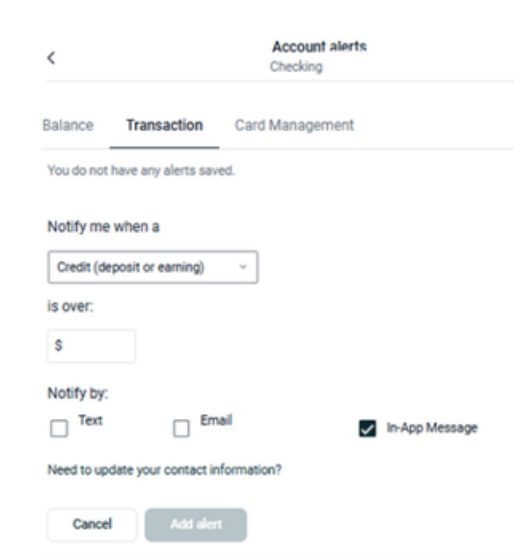 Account alerts
Checking
Balance Transaction Card Management
You do not have any alerts saved.
Notify me when a
Credit (deposit or earning)
is over:
$
Notify by:
Text Email In-App Message
Need to update your contact information?
Cancel Add alert